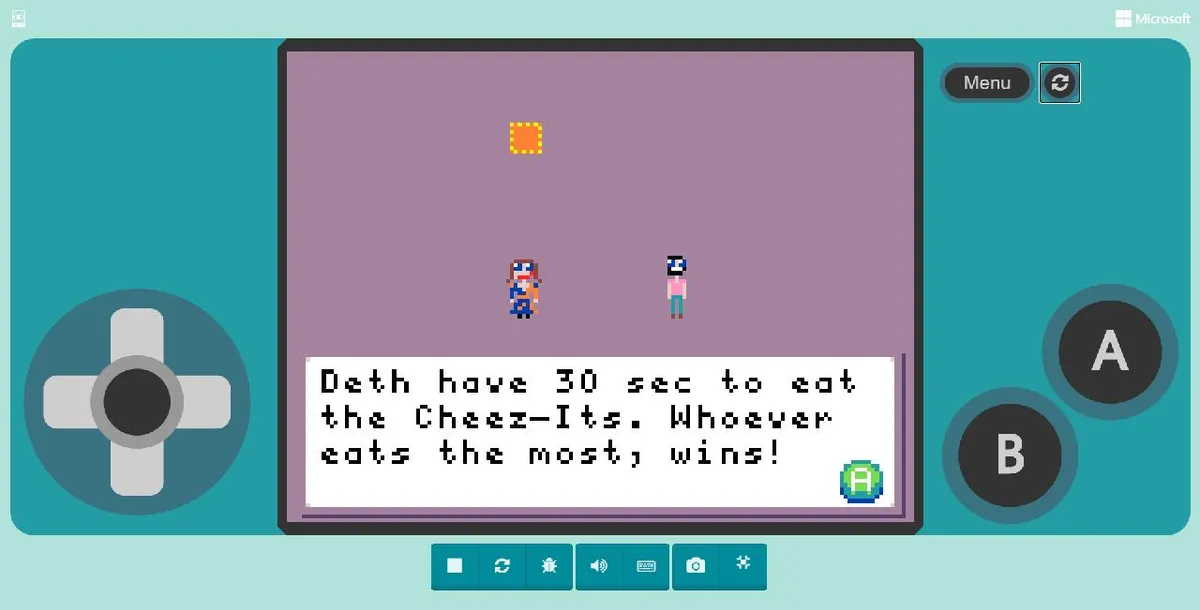 Microsoft
Menu
Deth have 30 sec to eat
the Cheez-Its. Whoever
eats the most, wins!
A
A
B